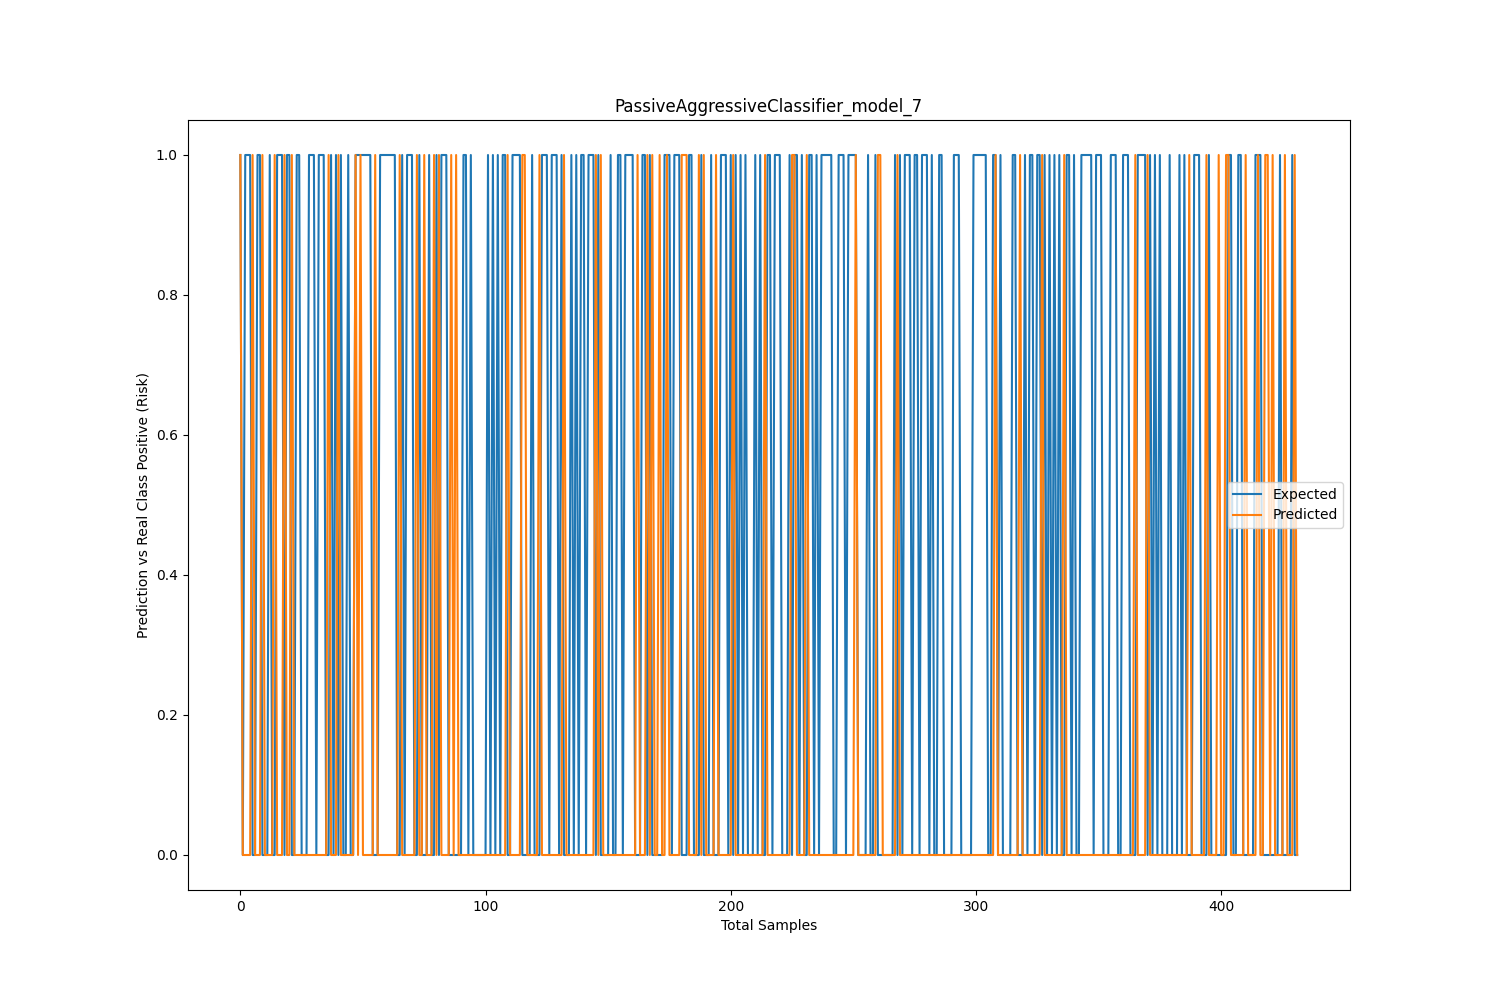 PassiveAggressiveClassifier_model_7
Prediction vs Real Class Positive (Risk)
1.0
0.8
0.6
0.4
0.2
0.0
Expected
Predicted
0 100 200 300 400
Total Samples